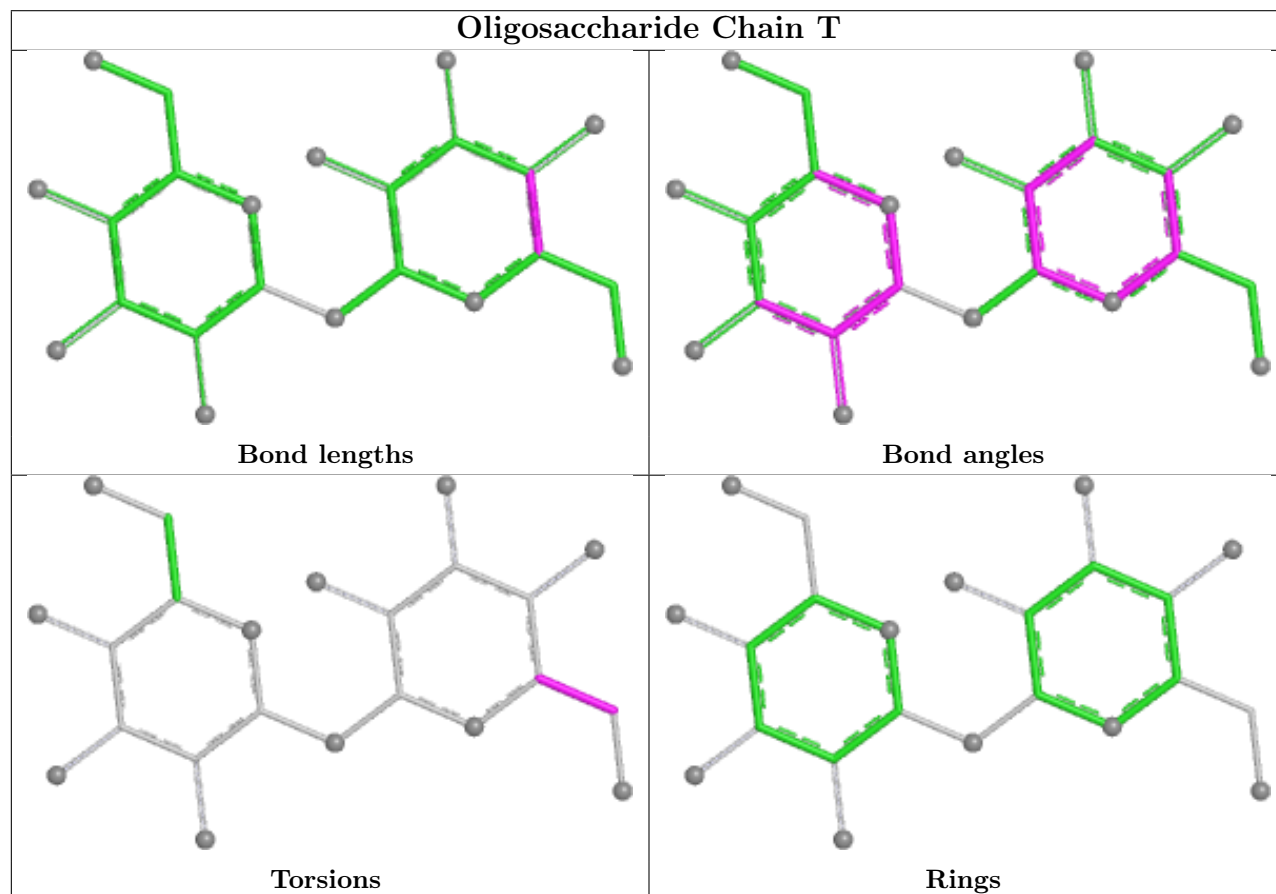 Oligosaccharide Chain T
Bond lengths
Bond angles
Torsions
Rings